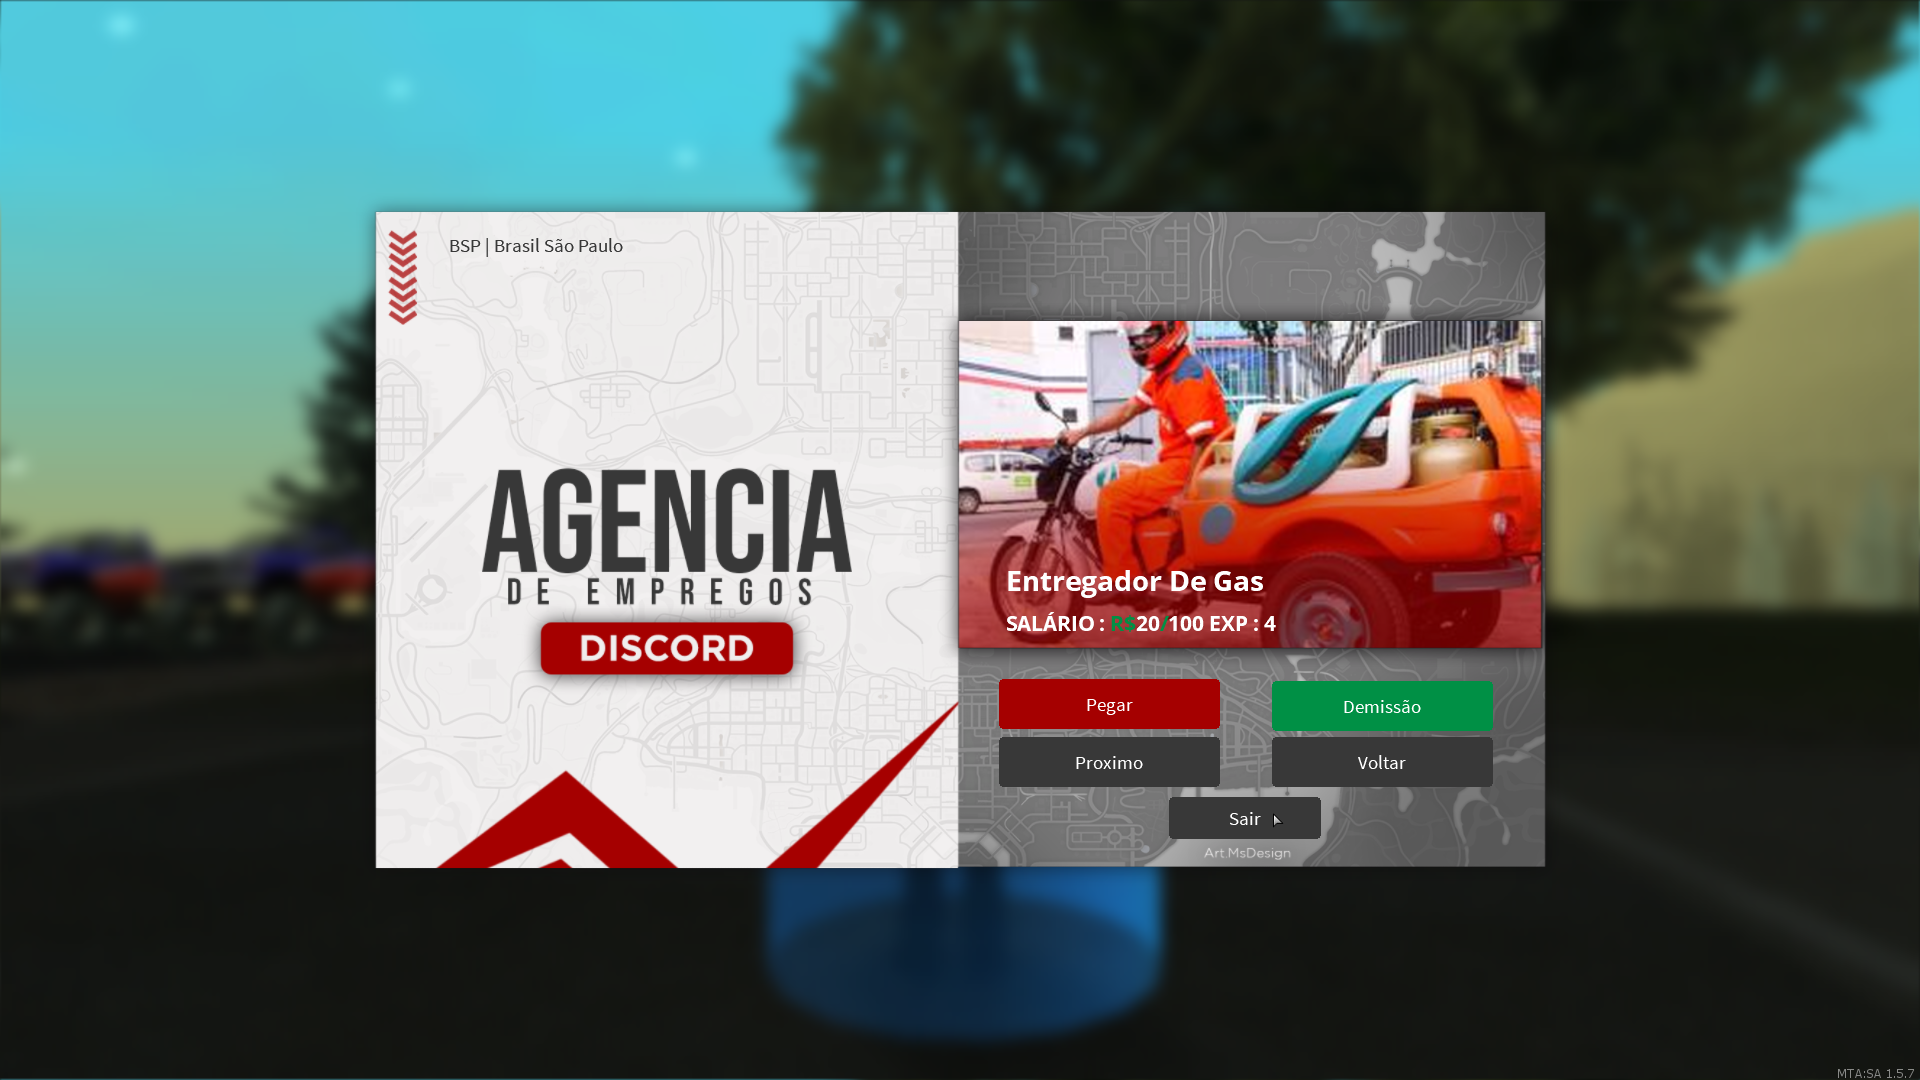 BSP | Brasil São Paulo
AGENCIA
DE EMPREGOS
DISCORD
Entregador De Gas
SALÁRIO : R$20/100 EXP : 4
Pegar
Demissão
Proximo
Voltar
Sair
Art.MsDesign
MTA:SA 1.5.7